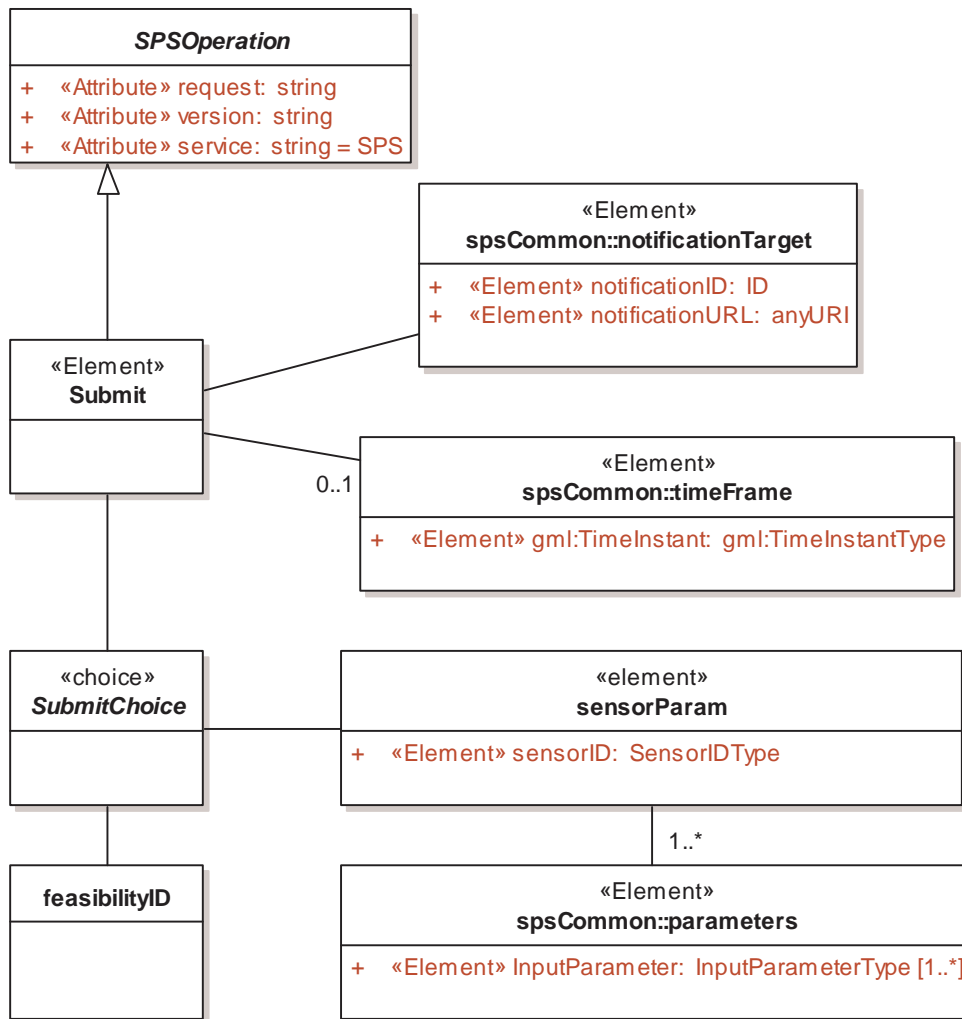 SPSOperation
+ «Attribute» request: string
+ «Attribute» version: string
+ «Attribute» service: string = SPS
«Element»
spsCommon::notificationTarget
+ «Element» notificationID: ID
+ «Element» notificationURL: anyURI
«Element»
Submit
0..1
«Element»
spsCommon::timeFrame
+ «Element» gml:TimeInstant: gml:TimeInstantType
«choice»
SubmitChoice
«element»
sensorParam
+ «Element» sensorID: SensorIDType
1..*
feasibilityID
«Element»
spsCommon::parameters
+ «Element» InputParameter: InputParameterType [1..*]